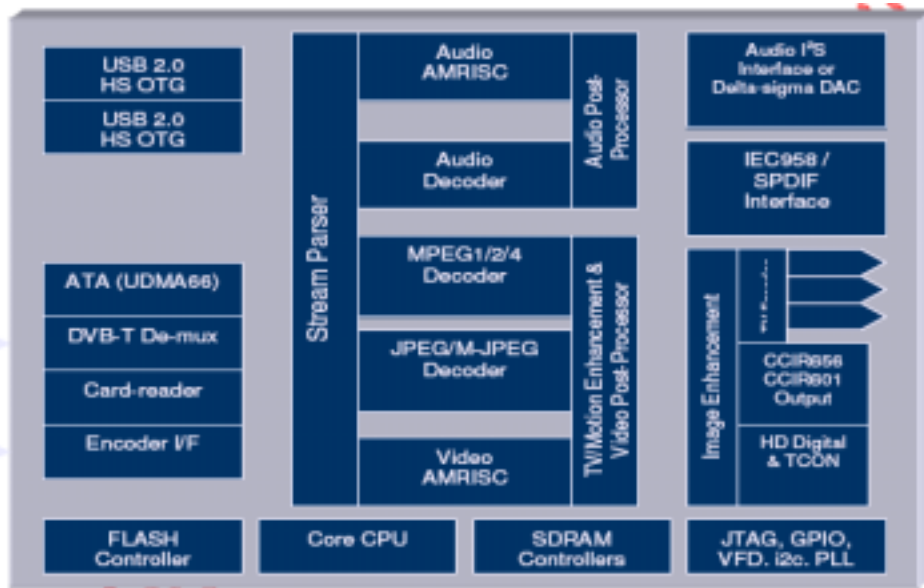 USB 2.0
HS OTG
USB 2.0
HS OTG
ATA (UDMA66)
DVB-T De-mux
Card-reader
Encoder I/F
Stream Parser
Audio
AMRISC
Audio
Decoder
MPEG1/2/4
Decoder
JPEG/M-JPEG
Decoder
Video
AMRISC
Audio Post-
Processor
TV/Motion Enhancement &
Video Post-Processor
Audio I²S
Interface or
Delta-sigma DAC
IEC958 /
SPDIF
Interface
Image Enhancement
CCIR656
CCIR601
Output
HD Digital
& TCON
FLASH
Controller
Core CPU
SDRAM
Controllers
JTAG, GPIO,
VFD. i2c. PLL